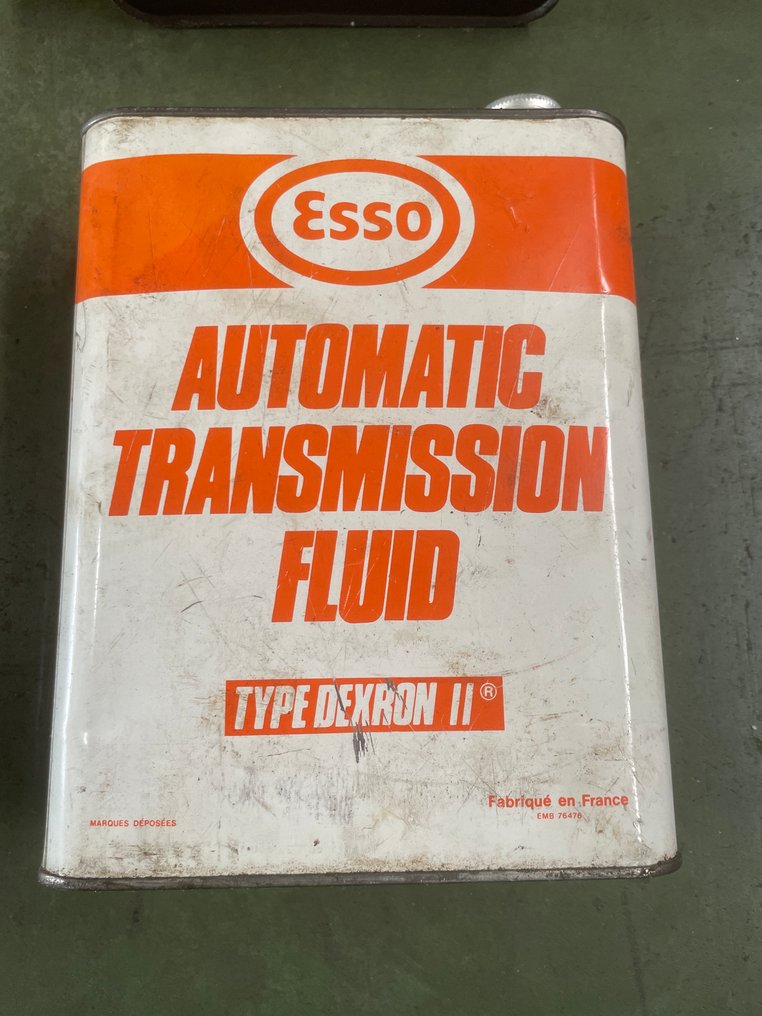 Esso
AUTOMATIC
TRANSMISSION
FLUID
TYPE DEXRON II ®
Fabriqué en France
EMB 76476
MARQUES DÉPOSÉES